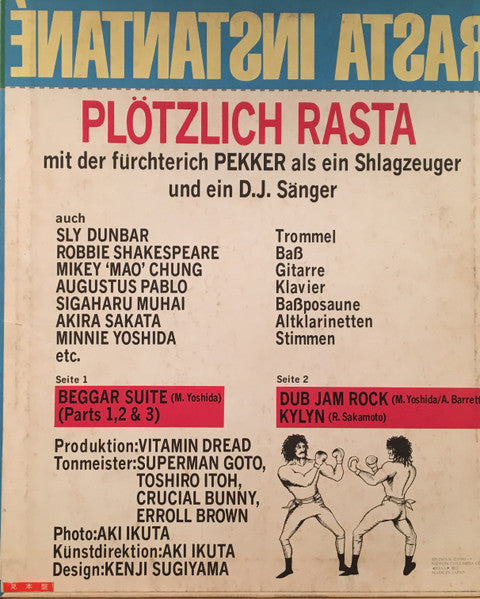 RASTA INSTANTANÉ
PLÖTZLICH RASTA
mit der fürchterich PEKKER als ein Shlagzeuger
und ein D.J. Sänger
auch
SLY DUNBAR Trommel
ROBBIE SHAKESPEARE Baß
MIKEY 'MAO' CHUNG Gitarre
AUGUSTUS PABLO Klavier
SIGAHARU MUHAI Baßposaune
AKIRA SAKATA Altklarinetten
MINNIE YOSHIDA Stimmen
etc.
Seite 1
BEGGAR SUITE (M. Yoshida)
(Parts 1,2 & 3)
Seite 2
DUB JAM ROCK (M. Yoshida/A. Barrett
KYLYN (R. Sakamoto)
Produktion:VITAMIN DREAD
Tonmeister:SUPERMAN GOTO,
TOSHIRO ITOH,
CRUCIAL BUNNY,
ERROLL BROWN
Photo:AKI IKUTA
Künstdirektion:AKI IKUTA
Design:KENJI SUGIYAMA
見本盤
MADE IN JAPAN